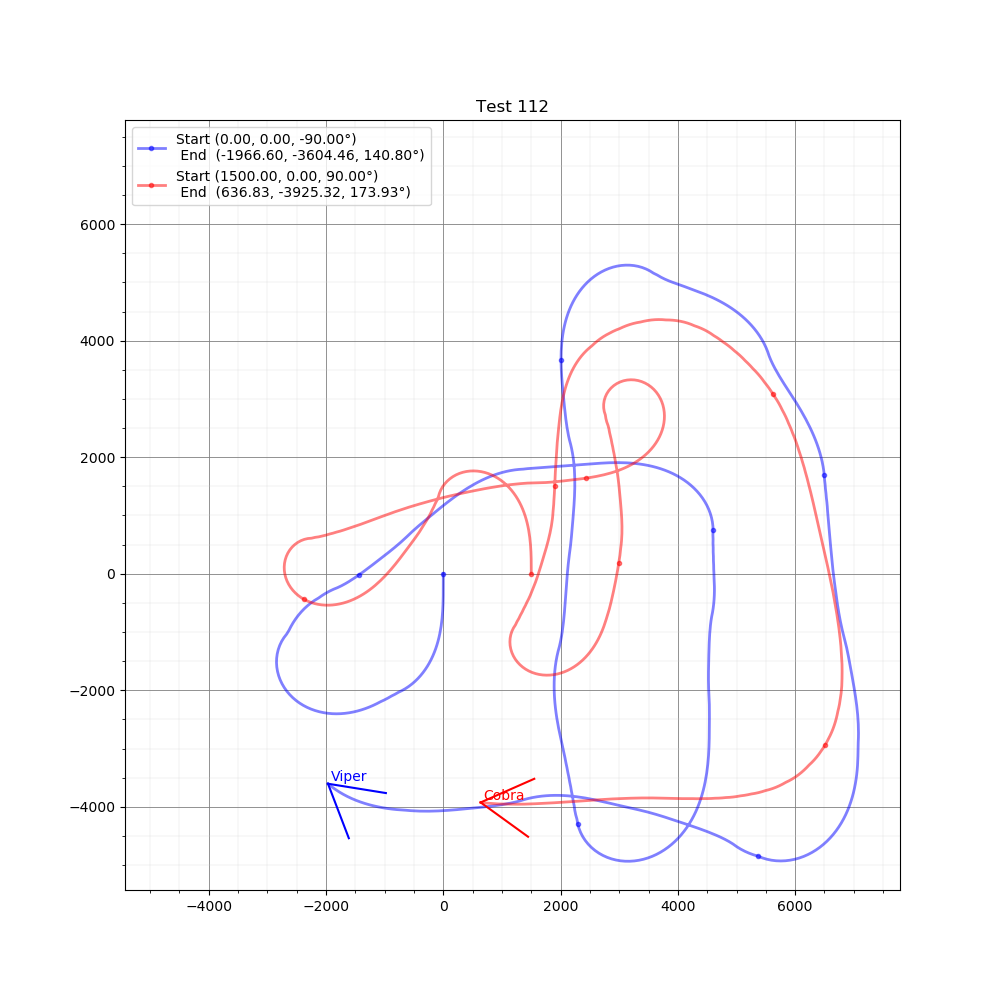 Test 112
Start (0.00, 0.00, -90.00°)
End (-1966.60, -3604.46, 140.80°)
Start (1500.00, 0.00, 90.00°)
End (636.83, -3925.32, 173.93°)
6000
4000
2000
0
−2000
−4000
Viper
Cobra
−4000 −2000 0 2000 4000 6000